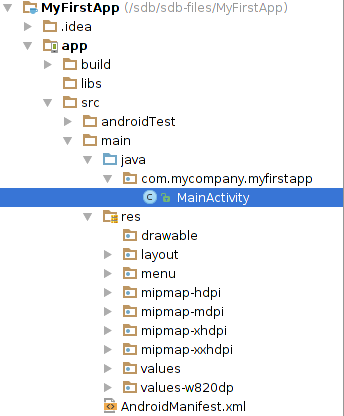 MyFirstApp (/sdb/sdb-files/MyFirstApp)
.idea
app
build
libs
src
androidTest
main
java
com.mycompany.myfirstapp
C MainActivity
res
drawable
layout
menu
mipmap-hdpi
mipmap-mdpi
mipmap-xhdpi
mipmap-xxhdpi
values
values-w820dp
AndroidManifest.xml